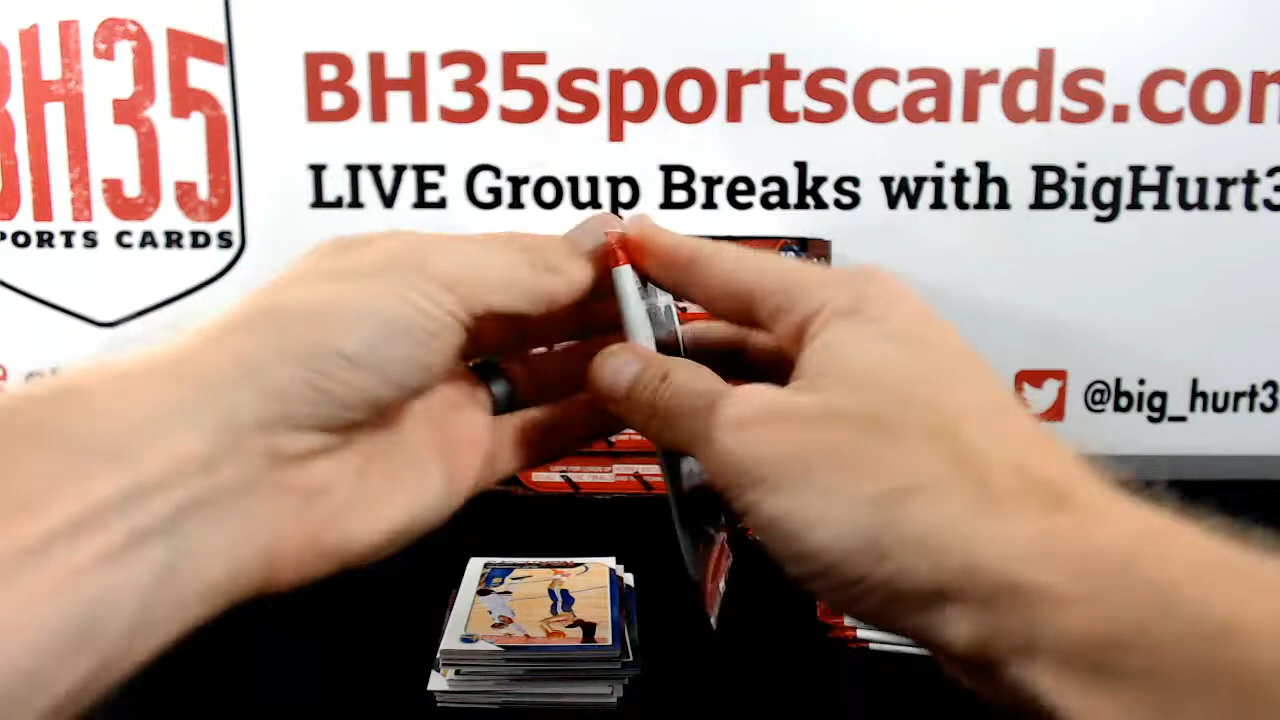 BH35
PORTS CARDS
BH35sportscards.con
LIVE Group Breaks with BigHurt3
@big_hurt3